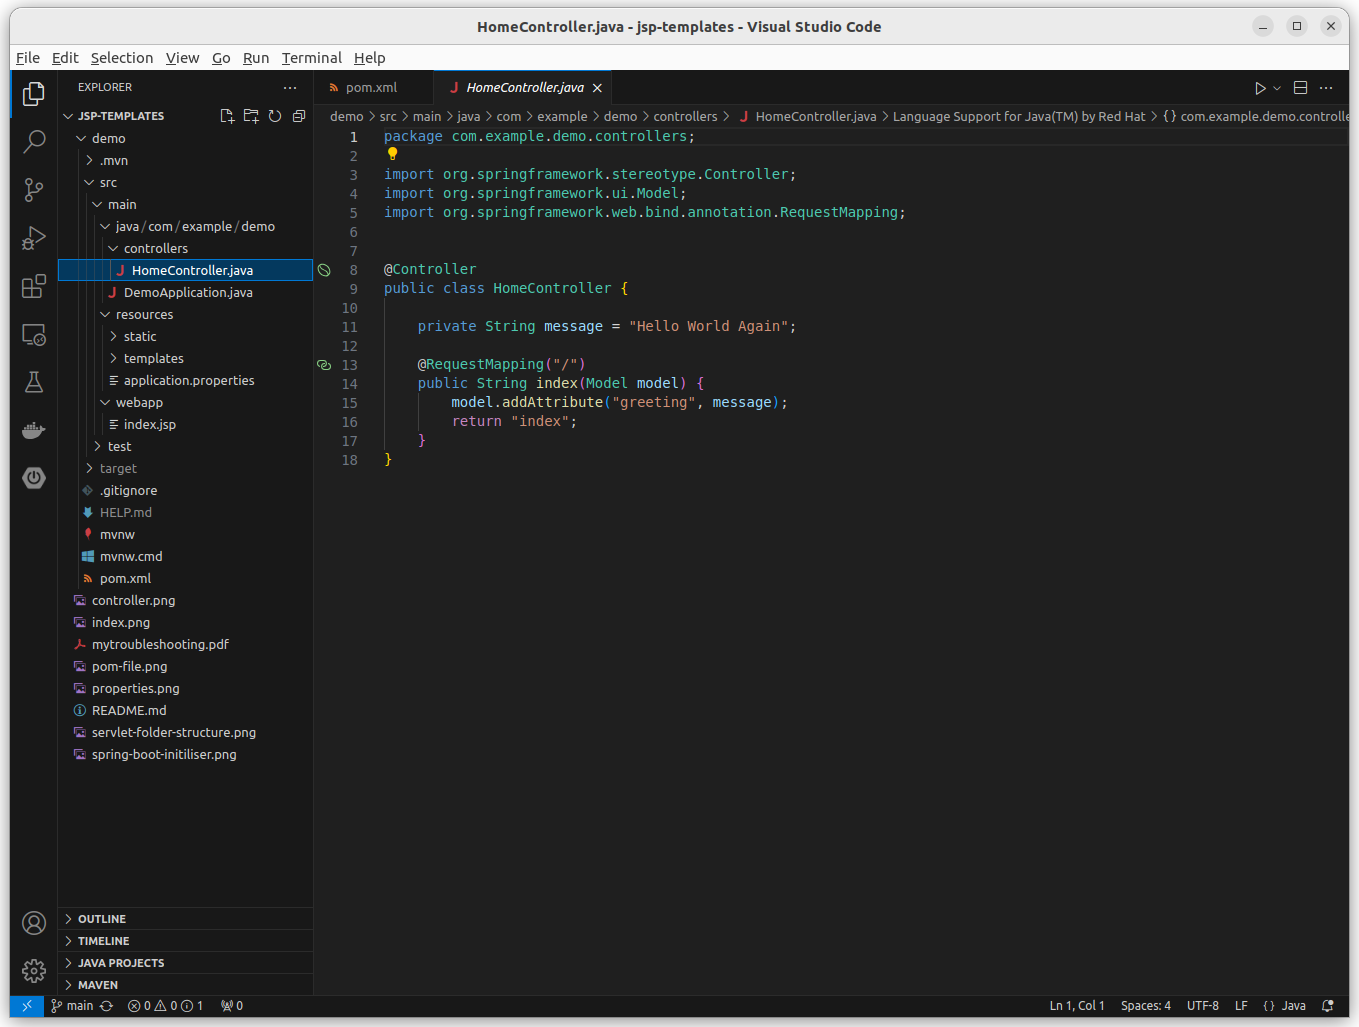 HomeController.java - jsp-templates - Visual Studio Code
File Edit Selection View Go Run Terminal Help
EXPLORER
JSP-TEMPLATES
demo
.mvn
src
main
java/com/example/demo
controllers
HomeController.java
DemoApplication.java
resources
static
templates
application.properties
webapp
index.jsp
test
target
.gitignore
HELP.md
mvnw
mvnw.cmd
pom.xml
controller.png
index.png
mytroubleshooting.pdf
pom-file.png
properties.png
README.md
servlet-folder-structure.png
spring-boot-initiliser.png
OUTLINE
TIMELINE
JAVA PROJECTS
MAVEN
pom.xml HomeController.java
demo > src > main > java > com > example > demo > controllers > HomeController.java > Language Support for Java(TM) by Red Hat > {} com.example.demo.controlle
1 package com.example.demo.controllers;
2
3 import org.springframework.stereotype.Controller;
4 import org.springframework.ui.Model;
5 import org.springframework.web.bind.annotation.RequestMapping;
6
7
8 @Controller
9 public class HomeController {
10
11 private String message = "Hello World Again";
12
13 @RequestMapping("/")
14 public String index(Model model) {
15 model.addAttribute("greeting", message);
16 return "index";
17 }
18 }
main 0 0 1 0 Ln 1, Col 1 Spaces: 4 UTF-8 LF {} Java